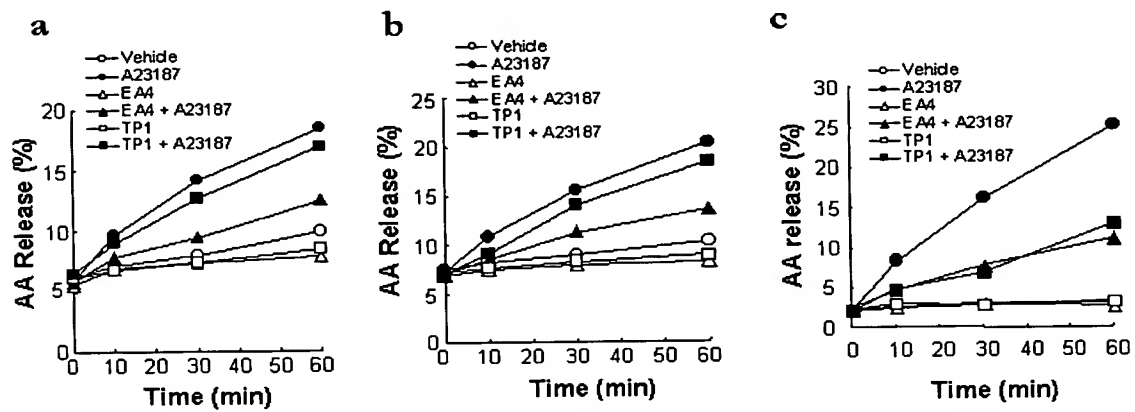 a
Vehicle
A23187
EA4
EA4 + A23187
TP1
TP1 + A23187
20
15
10
5
0
AA Release (%)
0 10 20 30 40 50 60
Time (min)
b
Vehicle
A23187
EA4
EA4 + A23187
TP1
TP1 + A23187
25
20
15
10
5
0
AA Release (%)
0 10 20 30 40 50 60
Time (min)
c
Vehicle
A23187
EA4
EA4 + A23187
TP1
TP1 + A23187
30
25
20
15
10
5
0
AA release (%)
0 10 20 30 40 50 60
Time (min)